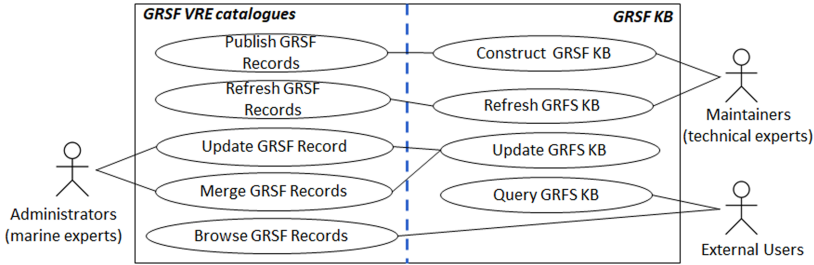 GRSF VRE catalogues
GRSF KB
Publish GRSF
Records
Construct GRSF KB
Refresh GRSF
Records
Refresh GRFS KB
Maintainers
(technical experts)
Update GRSF Record
Update GRFS KB
Merge GRSF Records
Query GRFS KB
Administrators
(marine experts)
Browse GRSF Records
External Users